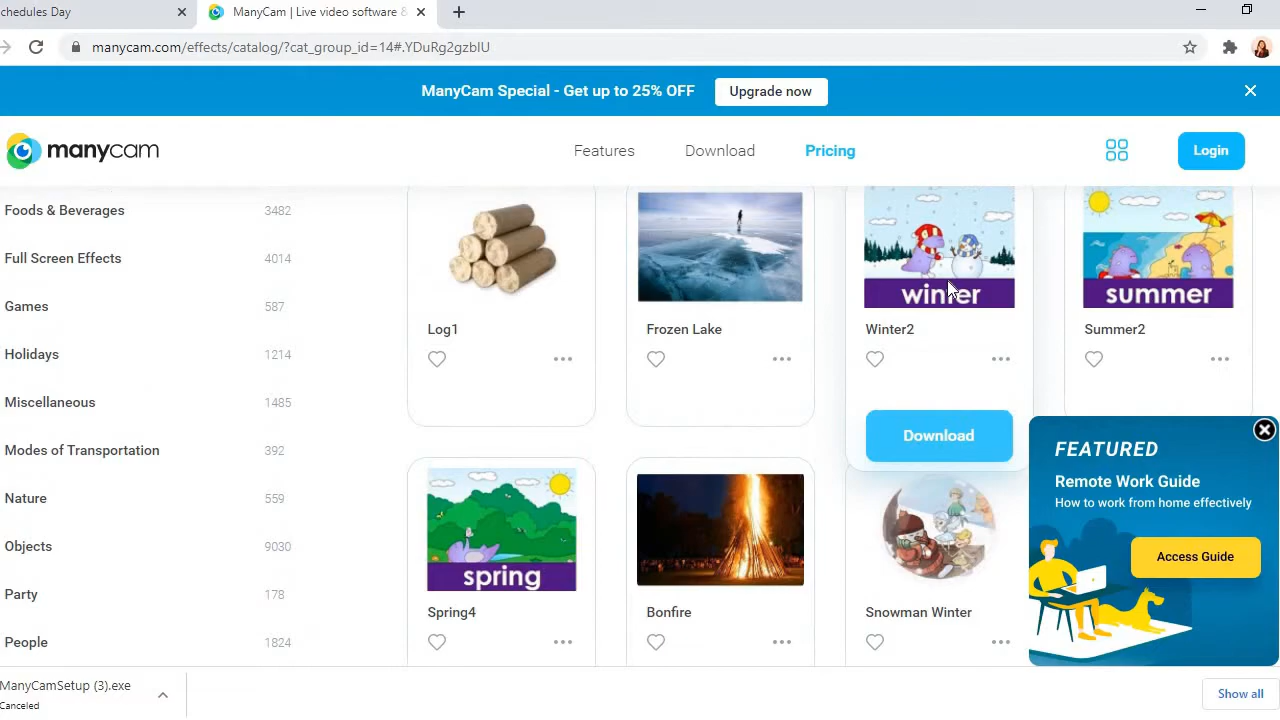 chedules Day
ManyCam | Live video software &
manycam.com/effects/catalog/?cat_group_id=14#.YDuRg2gzbIU
ManyCam Special - Get up to 25% OFF
Upgrade now
manycam
Features
Download
Pricing
Login
Foods & Beverages
3482
Full Screen Effects
4014
Games
587
Holidays
1214
Miscellaneous
1485
Modes of Transportation
392
Nature
559
Objects
9030
Party
178
People
1824
winter
summer
Log1
Frozen Lake
Winter2
Summer2
Download
spring
Spring4
Bonfire
Snowman Winter
FEATURED
Remote Work Guide
How to work from home effectively
Access Guide
ManyCamSetup (3).exe
Canceled
Show all